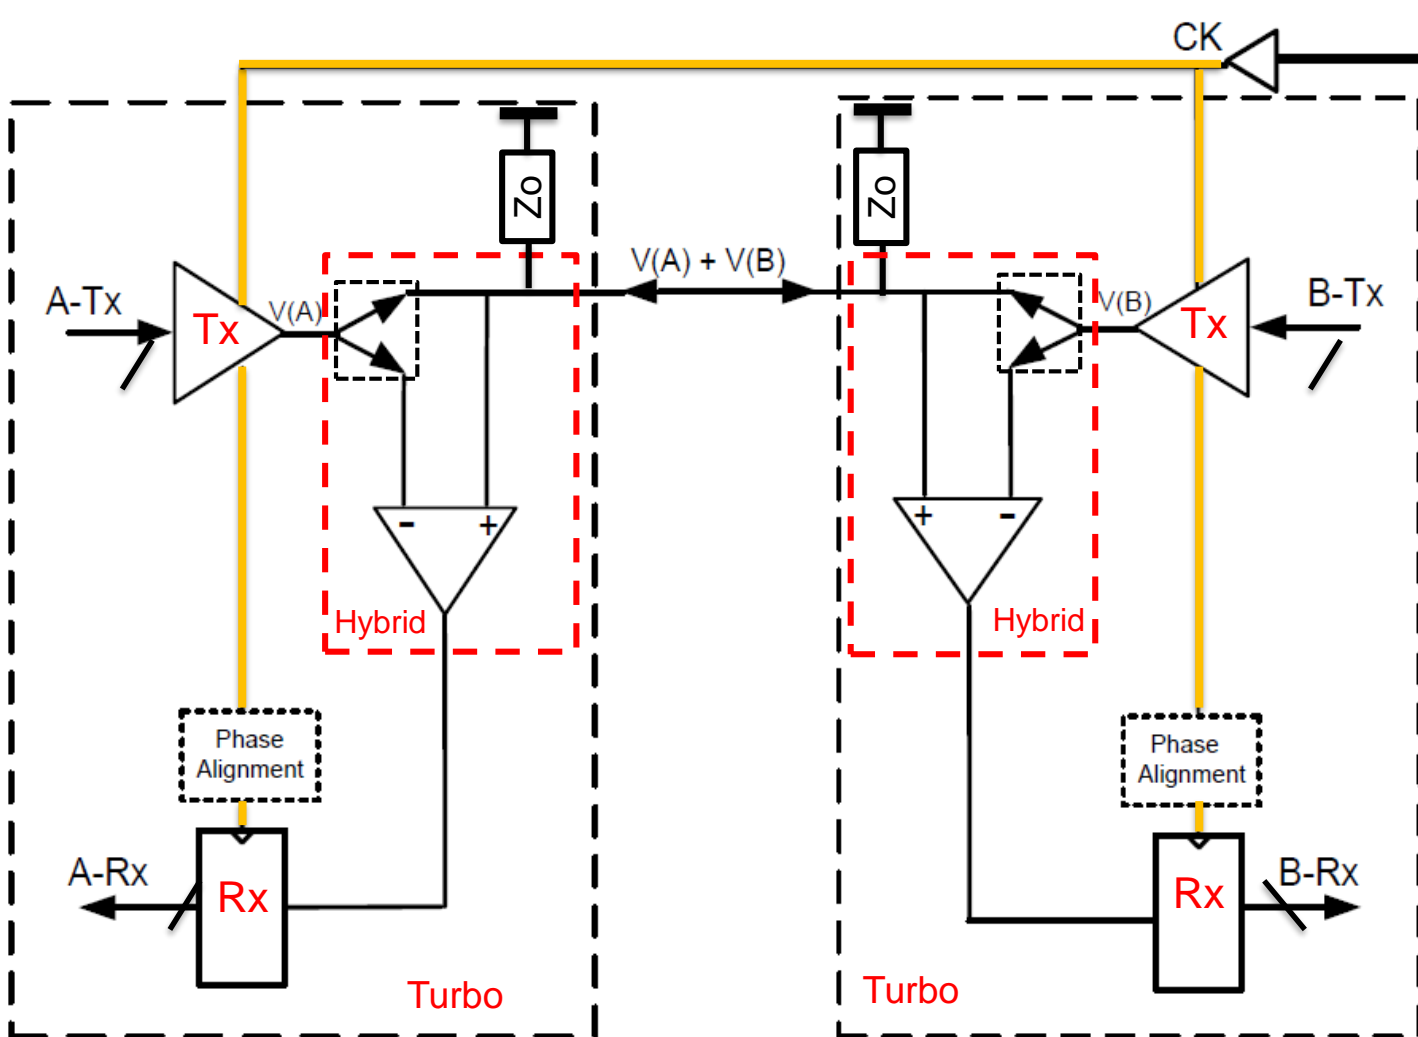 CK
Zo
Zo
V(A) + V(B)
A-Tx
Tx
V(A)
V(B)
Tx
B-Tx
- +
+ -
Hybrid
Hybrid
Phase
Alignment
Phase
Alignment
A-Rx
Rx
Rx
B-Rx
Turbo
Turbo